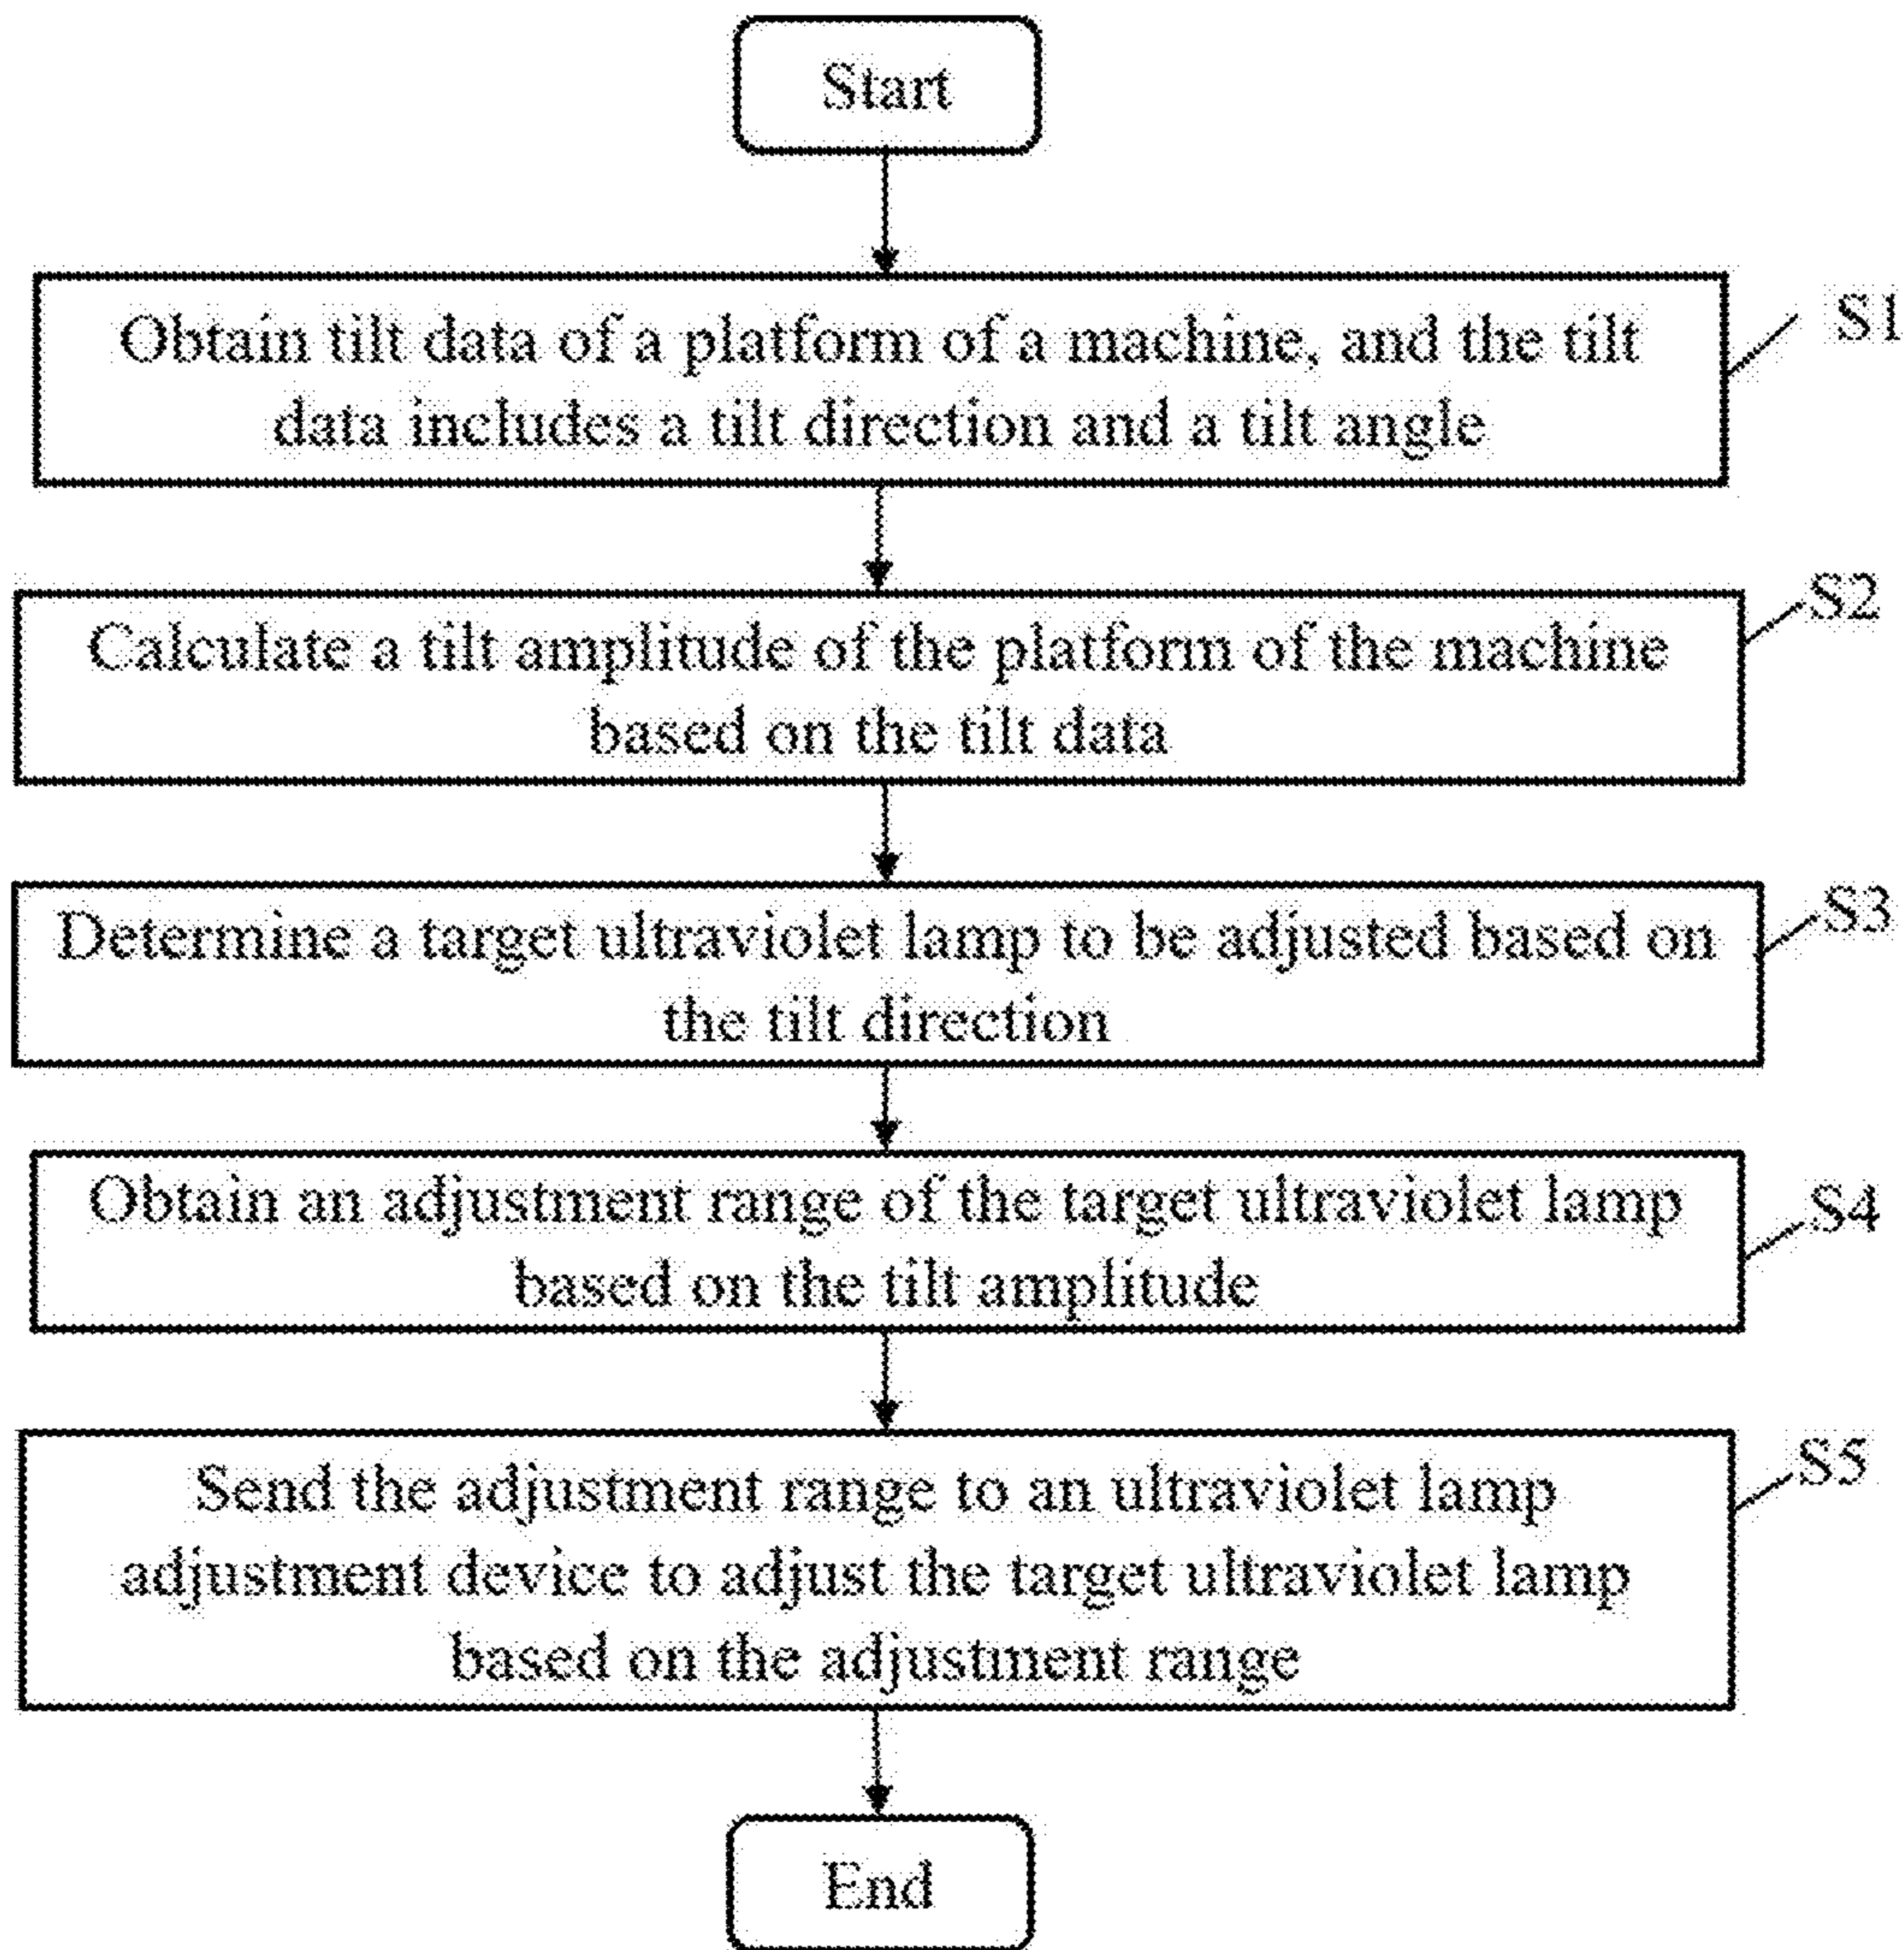 Start
Obtain tilt data of a platform of a machine, and the tilt
data includes a tilt direction and a tilt angle
S1
Calculate a tilt amplitude of the platform of the machine
based on the tilt data
S2
Determine a target ultraviolet lamp to be adjusted based on
the tilt direction
S3
Obtain an adjustment range of the target ultraviolet lamp
based on the tilt amplitude
S4
Send the adjustment range to an ultraviolet lamp
adjustment device to adjust the target ultraviolet lamp
based on the adjustment range
S5
End